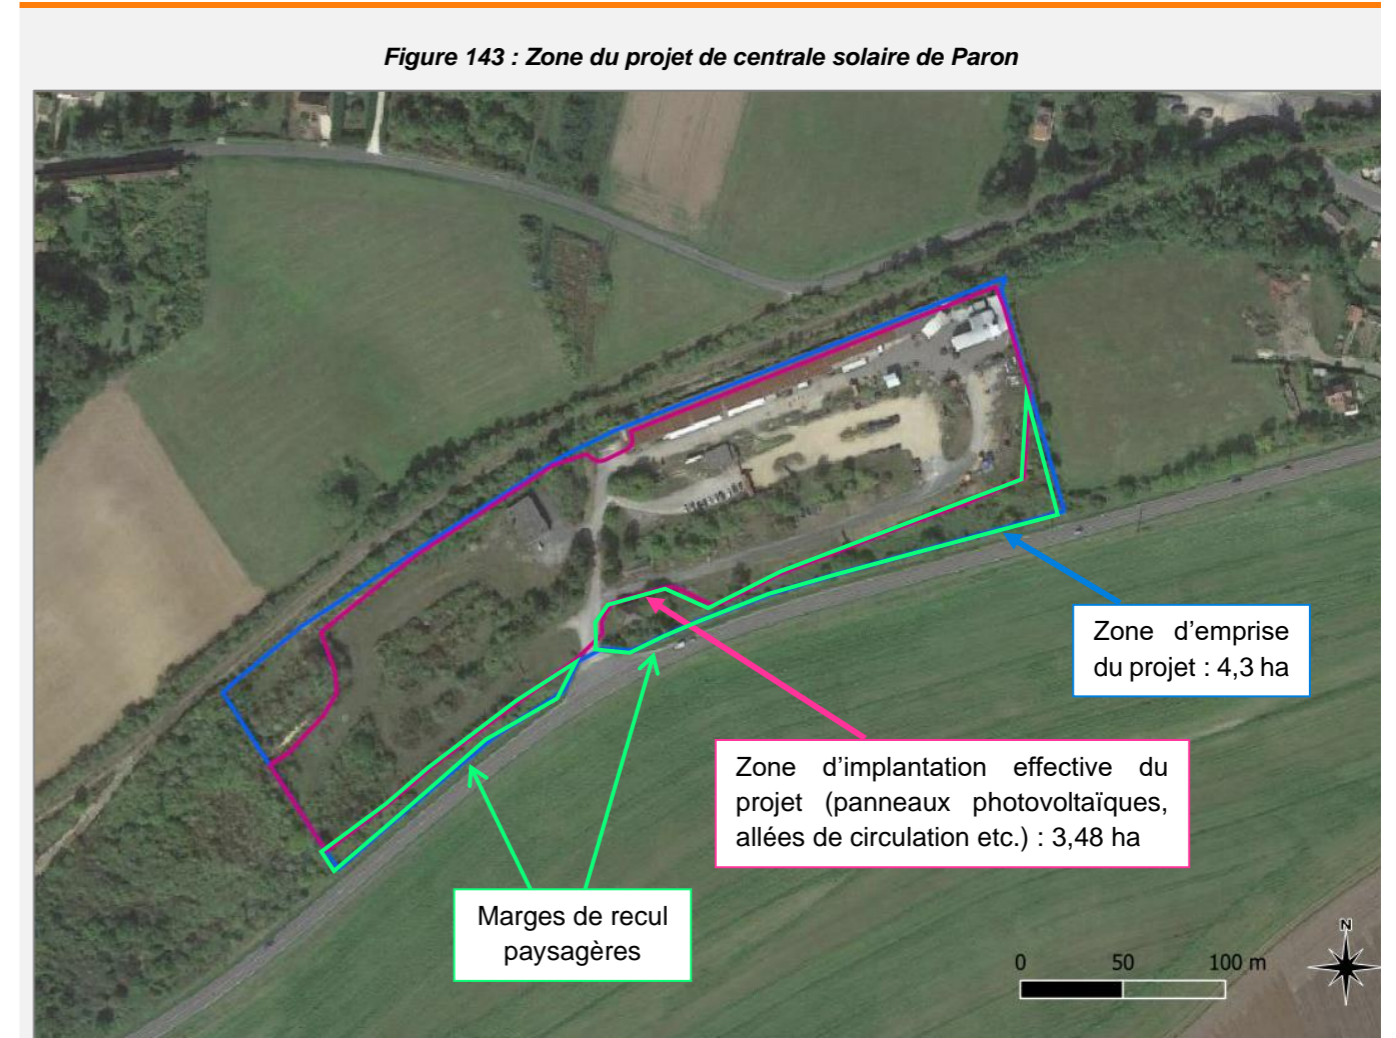 Figure 143 : Zone du projet de centrale solaire de Paron
Zone d’emprise
du projet : 4,3 ha
Zone d’implantation effective du
projet (panneaux photovoltaïques,
allées de circulation etc.) : 3,48 ha
Marges de recul
paysagères
N
0 50 100 m